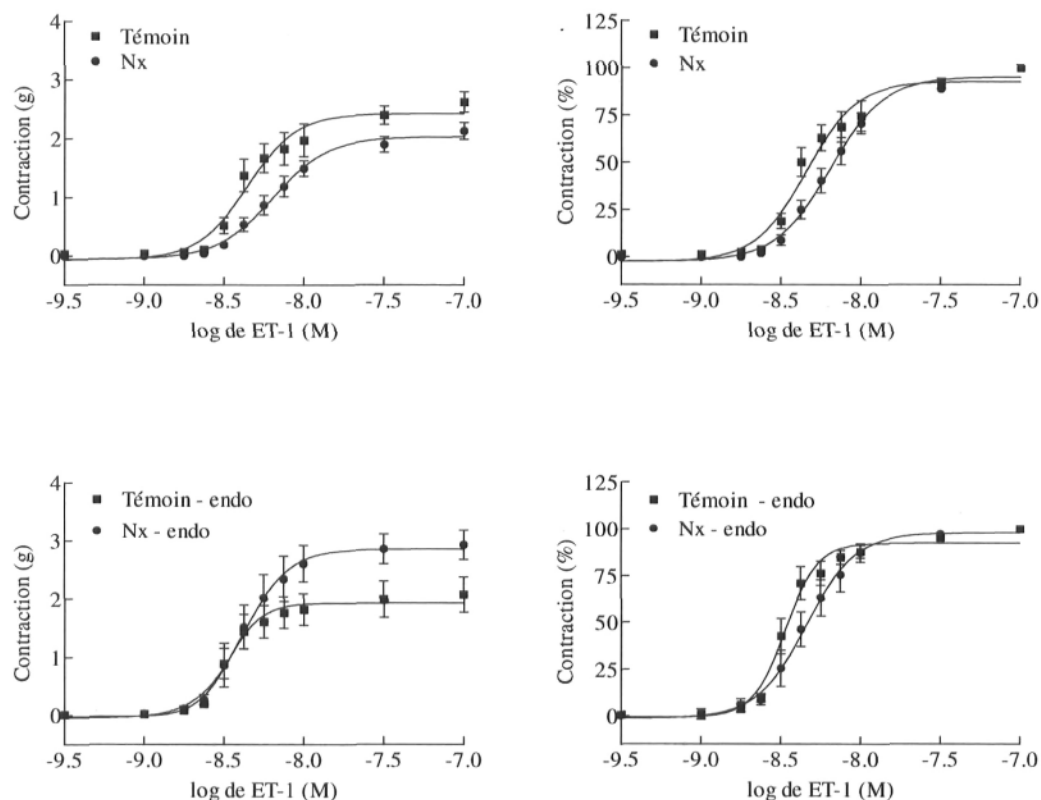 4
3
2
1
0
Contraction (g)
Témoin
Nx
-9.5 -9.0 -8.5 -8.0 -7.5 -7.0
log de ET-1 (M)
125
100
75
50
25
0
Contraction (%)
Témoin
Nx
-9.5 -9.0 -8.5 -8.0 -7.5 -7.0
log de ET-1 (M)
4
3
2
1
0
Contraction (g)
Témoin - endo
Nx - endo
-9.5 -9.0 -8.5 -8.0 -7.5 -7.0
log de ET-1 (M)
125
100
75
50
25
0
Contraction (%)
Témoin - endo
Nx - endo
-9.5 -9.0 -8.5 -8.0 -7.5 -7.0
log de ET-1 (M)